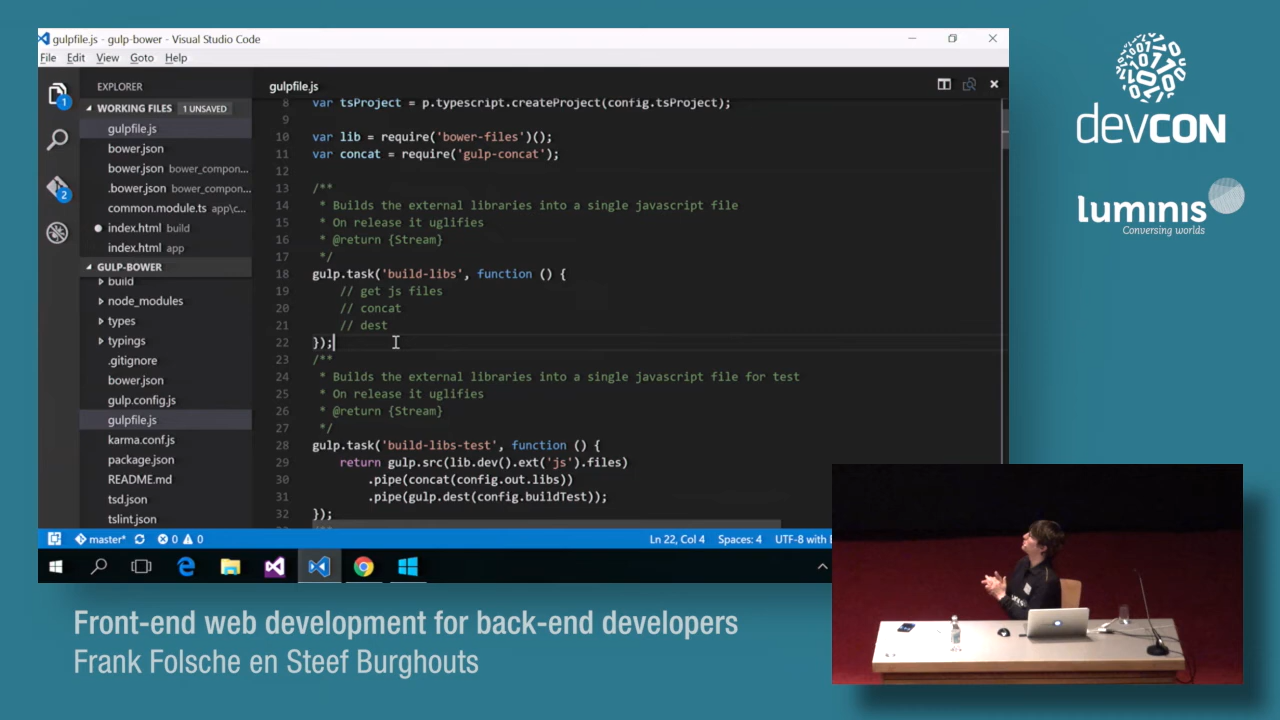 gulpfile.js - gulp-bower - Visual Studio Code
File Edit View Goto Help
EXPLORER
WORKING FILES 1 UNSAVED
gulpfile.js
bower.json
bower.json bower_compon...
.bower.json bower_compon...
common.module.ts app\c...
index.html build
index.html app
GULP-BOWER
build
node_modules
types
typings
.gitignore
bower.json
gulp.config.js
gulpfile.js
karma.conf.js
package.json
README.md
tsd.json
tslint.json
1
2
gulpfile.js
8 var tsProject = p.typescript.createProject(config.tsProject);
9
10 var lib = require('bower-files')();
11 var concat = require('gulp-concat');
12
13 /**
14 * Builds the external libraries into a single javascript file
15 * On release it uglifies
16 * @return {Stream}
17 */
18 gulp.task('build-libs', function () {
19 // get js files
20 // concat
21 // dest
22 });
23 /**
24 * Builds the external libraries into a single javascript file for test
25 * On release it uglifies
26 * @return {Stream}
27 */
28 gulp.task('build-libs-test', function () {
29 return gulp.src(lib.dev().ext('js').files)
30 .pipe(concat(config.out.libs))
31 .pipe(gulp.dest(config.buildTest));
32 });
master* 0 0 Ln 22, Col 4 Spaces: 4 UTF-8 with
devCON
luminis
Conversing worlds
Front-end web development for back-end developers
Frank Folsche en Steef Burghouts